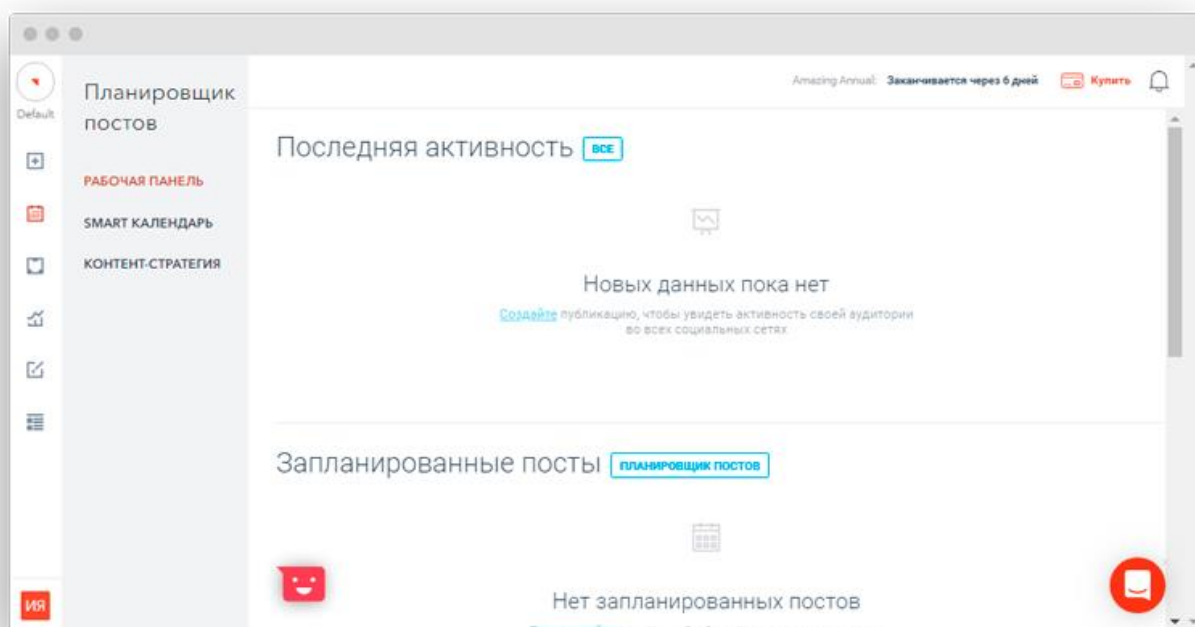 Default
ИЯ
Планировщик
постов
РАБОЧАЯ ПАНЕЛЬ
SMART КАЛЕНДАРЬ
КОНТЕНТ-СТРАТЕГИЯ
Amazing Annual: Заканчивается через 6 дней Купить
Последняя активность ВСЕ
Новых данных пока нет
Создайте публикацию, чтобы увидеть активность своей аудитории
во всех социальных сетях
Запланированные посты ПЛАНИРОВЩИК ПОСТОВ
Нет запланированных постов